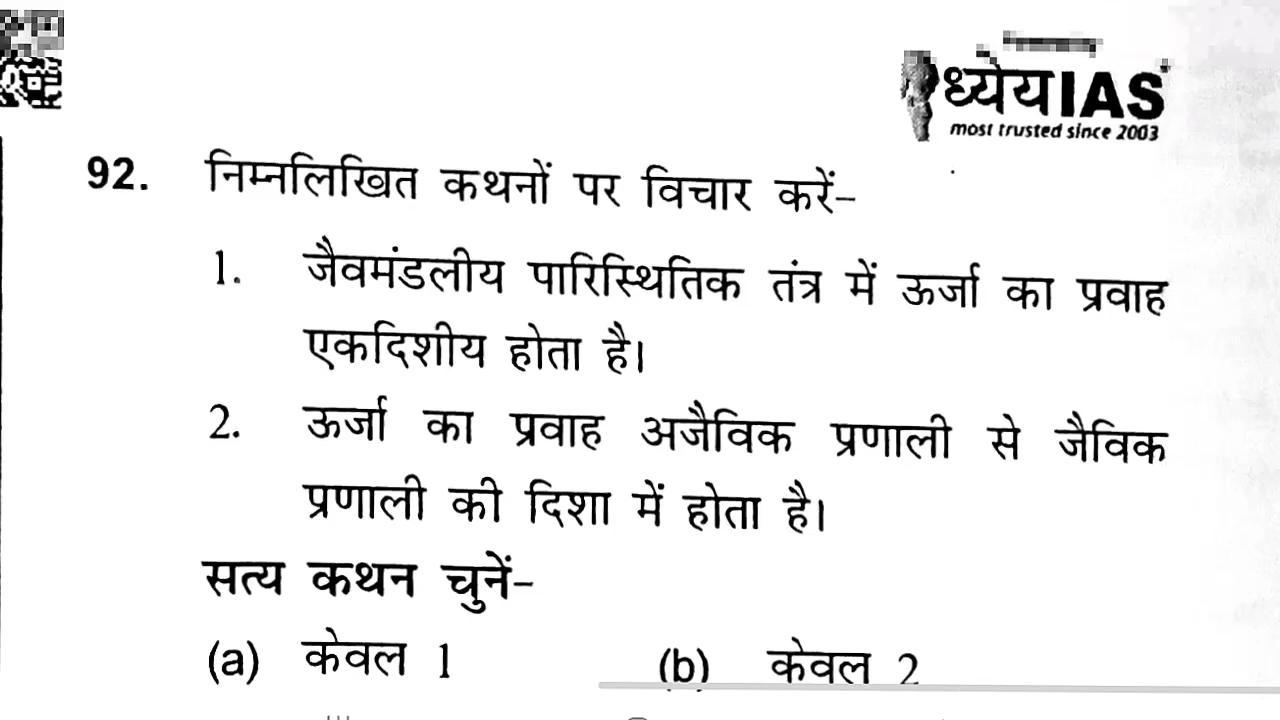 ध्येय IAS
most trusted since 2003
92. निम्नलिखित कथनों पर विचार करें-
1. जैवमंडलीय पारिस्थितिक तंत्र में ऊर्जा का प्रवाह
एकदिशीय होता है।
2. ऊर्जा का प्रवाह अजैविक प्रणाली से जैविक
प्रणाली की दिशा में होता है।
सत्य कथन चुनें-
(a) केवल 1 (b) केवल 2